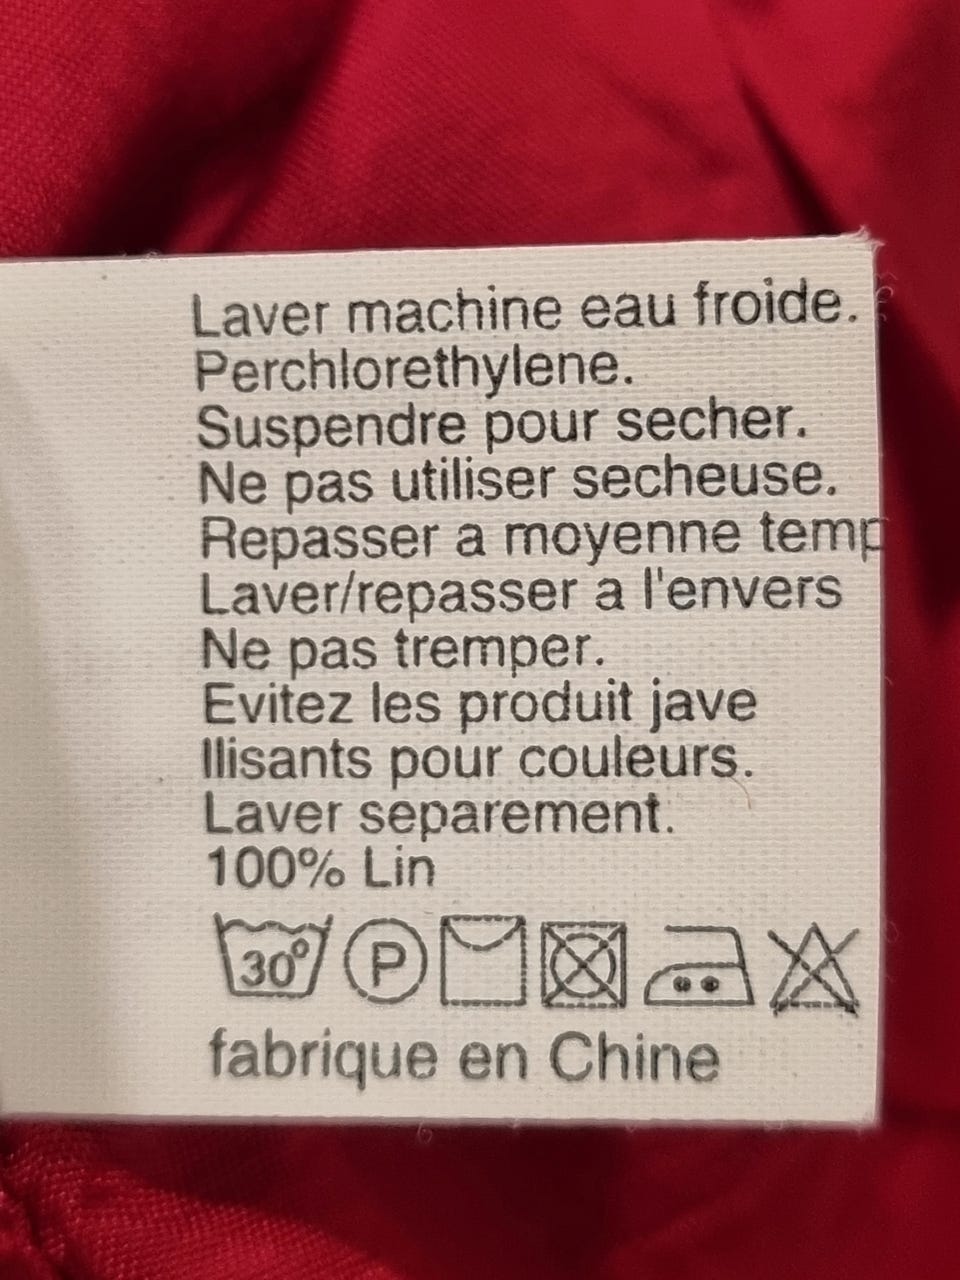 Laver machine eau froide.
Perchlorethylene.
Suspendre pour secher.
Ne pas utiliser secheuse.
Repasser a moyenne temp
Laver/repasser a l'envers
Ne pas tremper.
Evitez les produit jave
llisants pour couleurs.
Laver separement.
100% Lin
30° P
fabrique en Chine